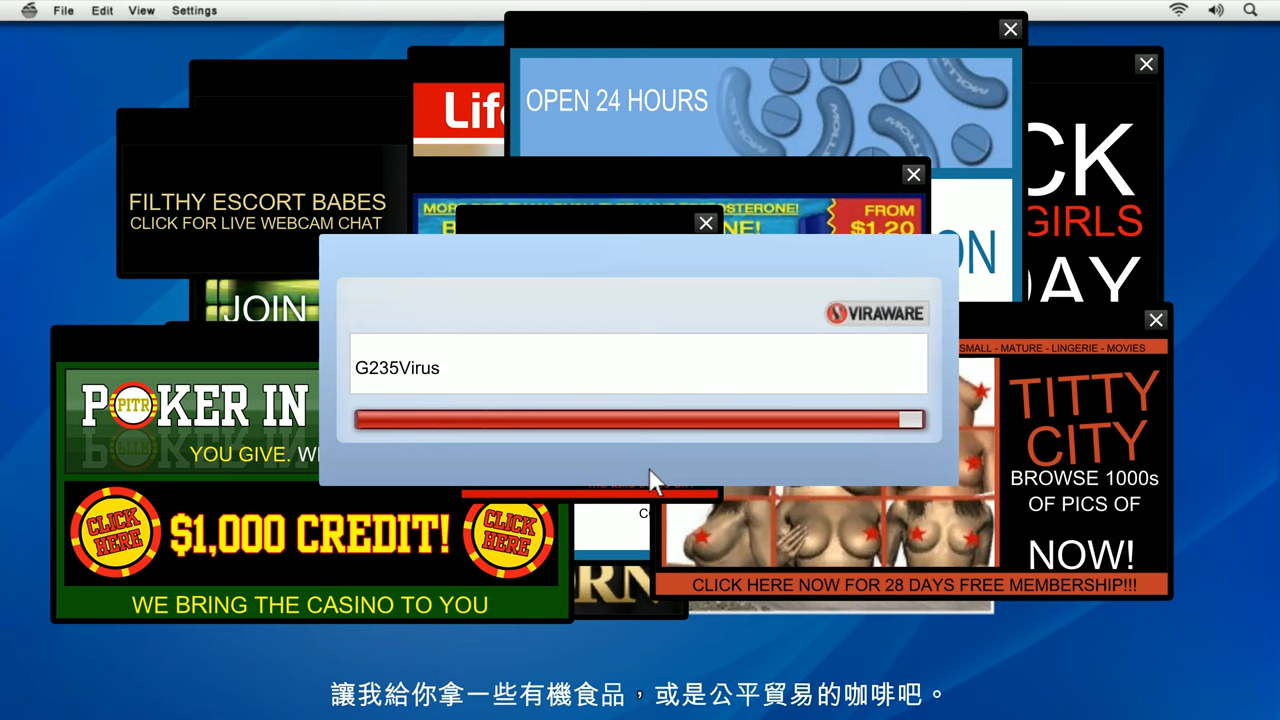 File Edit View Settings
OPEN 24 HOURS
Life
CK
GIRLS
DAY
FILTHY ESCORT BABES
CLICK FOR LIVE WEBCAM CHAT
FROM
$1.20
ON
JOIN
VIRAWARE
G235Virus
SMALL - MATURE - LINGERIE - MOVIES
TITTY
CITY
BROWSE 1000s
OF PICS OF
NOW!
CLICK HERE NOW FOR 28 DAYS FREE MEMBERSHIP!!!
POKER IN
PITR
YOU GIVE. WE
CLICK HERE
$1,000 CREDIT!
CLICK HERE
WE BRING THE CASINO TO YOU
ORN
讓我給你拿一些有機食品，或是公平貿易的咖啡吧。